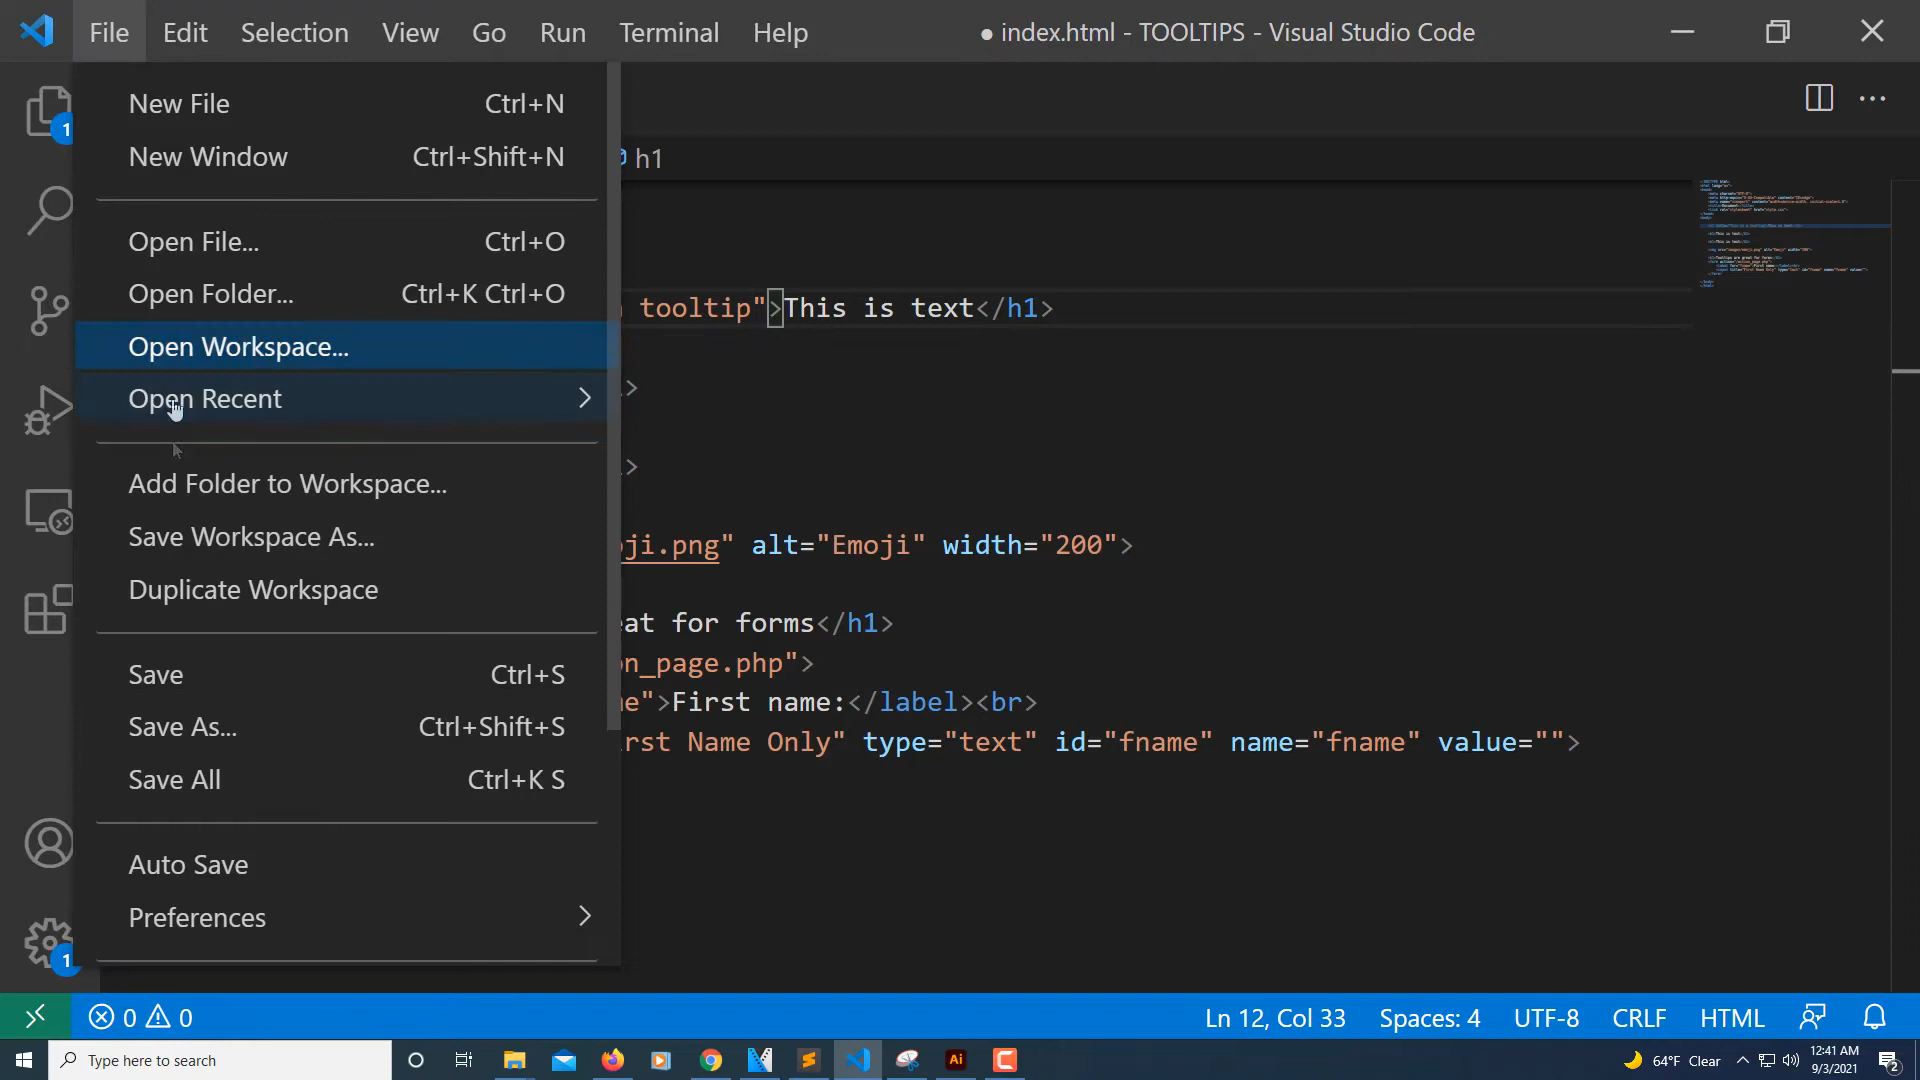 File Edit Selection View Go Run Terminal Help ● index.html - TOOLTIPS - Visual Studio Code
New File Ctrl+N
New Window Ctrl+Shift+N
h1
Open File... Ctrl+O
Open Folder... Ctrl+K Ctrl+O
tooltip">This is text</h1>
Open Workspace...
Open Recent
>
>
Add Folder to Workspace...
Save Workspace As...
ji.png" alt="Emoji" width="200">
Duplicate Workspace
eat for forms</h1>
n_page.php">
Save Ctrl+S
e">First name:</label><br>
Save As... Ctrl+Shift+S
rst Name Only" type="text" id="fname" name="fname" value="">
Save All Ctrl+K S
Auto Save
Preferences
1
1
0 0 Ln 12, Col 33 Spaces: 4 UTF-8 CRLF HTML
Type here to search Ai 64°F Clear 12:41 AM
9/3/2021
2